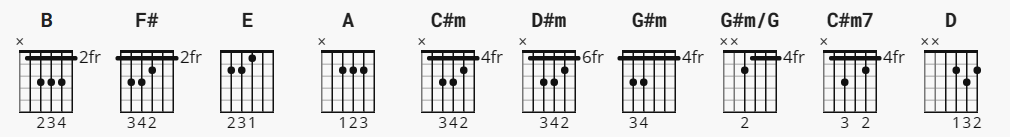 B F# E A C#m D#m G#m G#m/G C#m7 D
× × × × ×× × ××
2fr 2fr 4fr 6fr 4fr 4fr 4fr
234 342 231 123 342 342 34 2 3 2 132